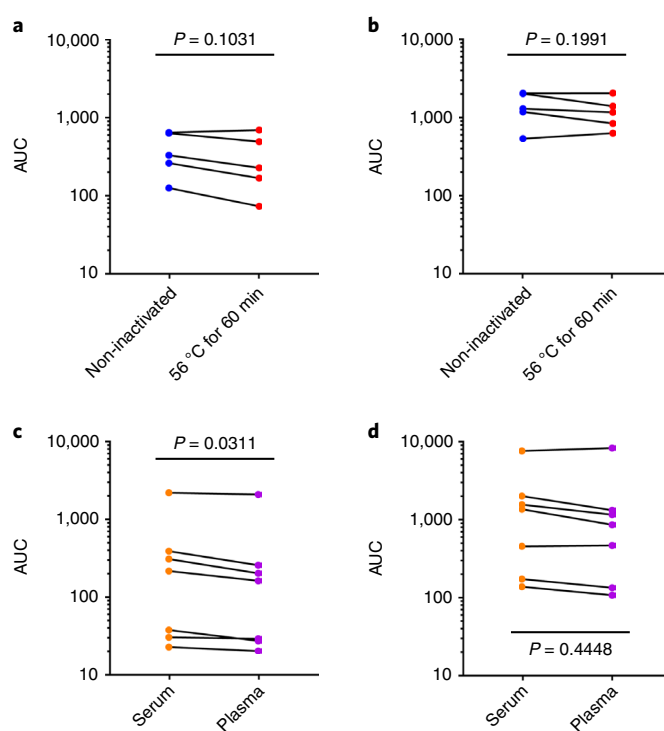 a
P = 0.1031
10,000
1,000
100
10
AUC
Non-inactivated
56 °C for 60 min
b
P = 0.1991
10,000
1,000
100
10
AUC
Non-inactivated
56 °C for 60 min
c
P = 0.0311
10,000
1,000
100
10
AUC
Serum
Plasma
d
10,000
1,000
100
10
AUC
P = 0.4448
Serum
Plasma